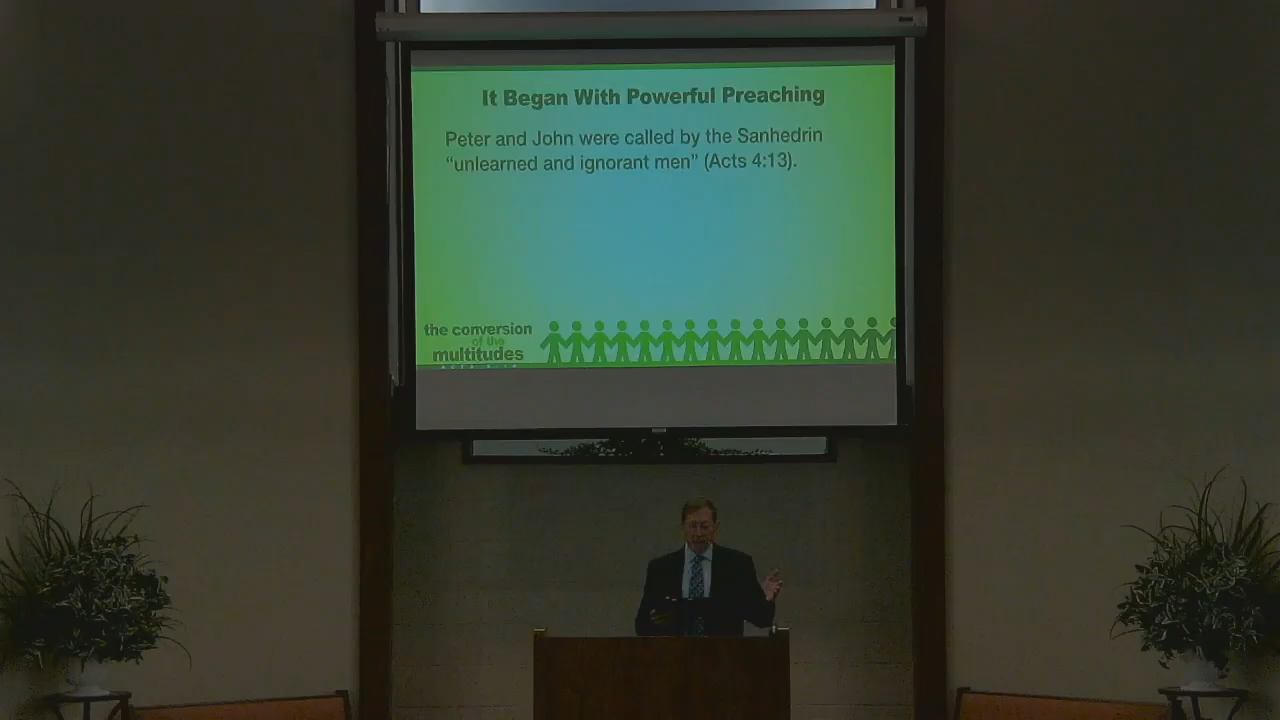 It Began With Powerful Preaching
Peter and John were called by the Sanhedrin
“unlearned and ignorant men” (Acts 4:13).
the conversion
of the
multitudes